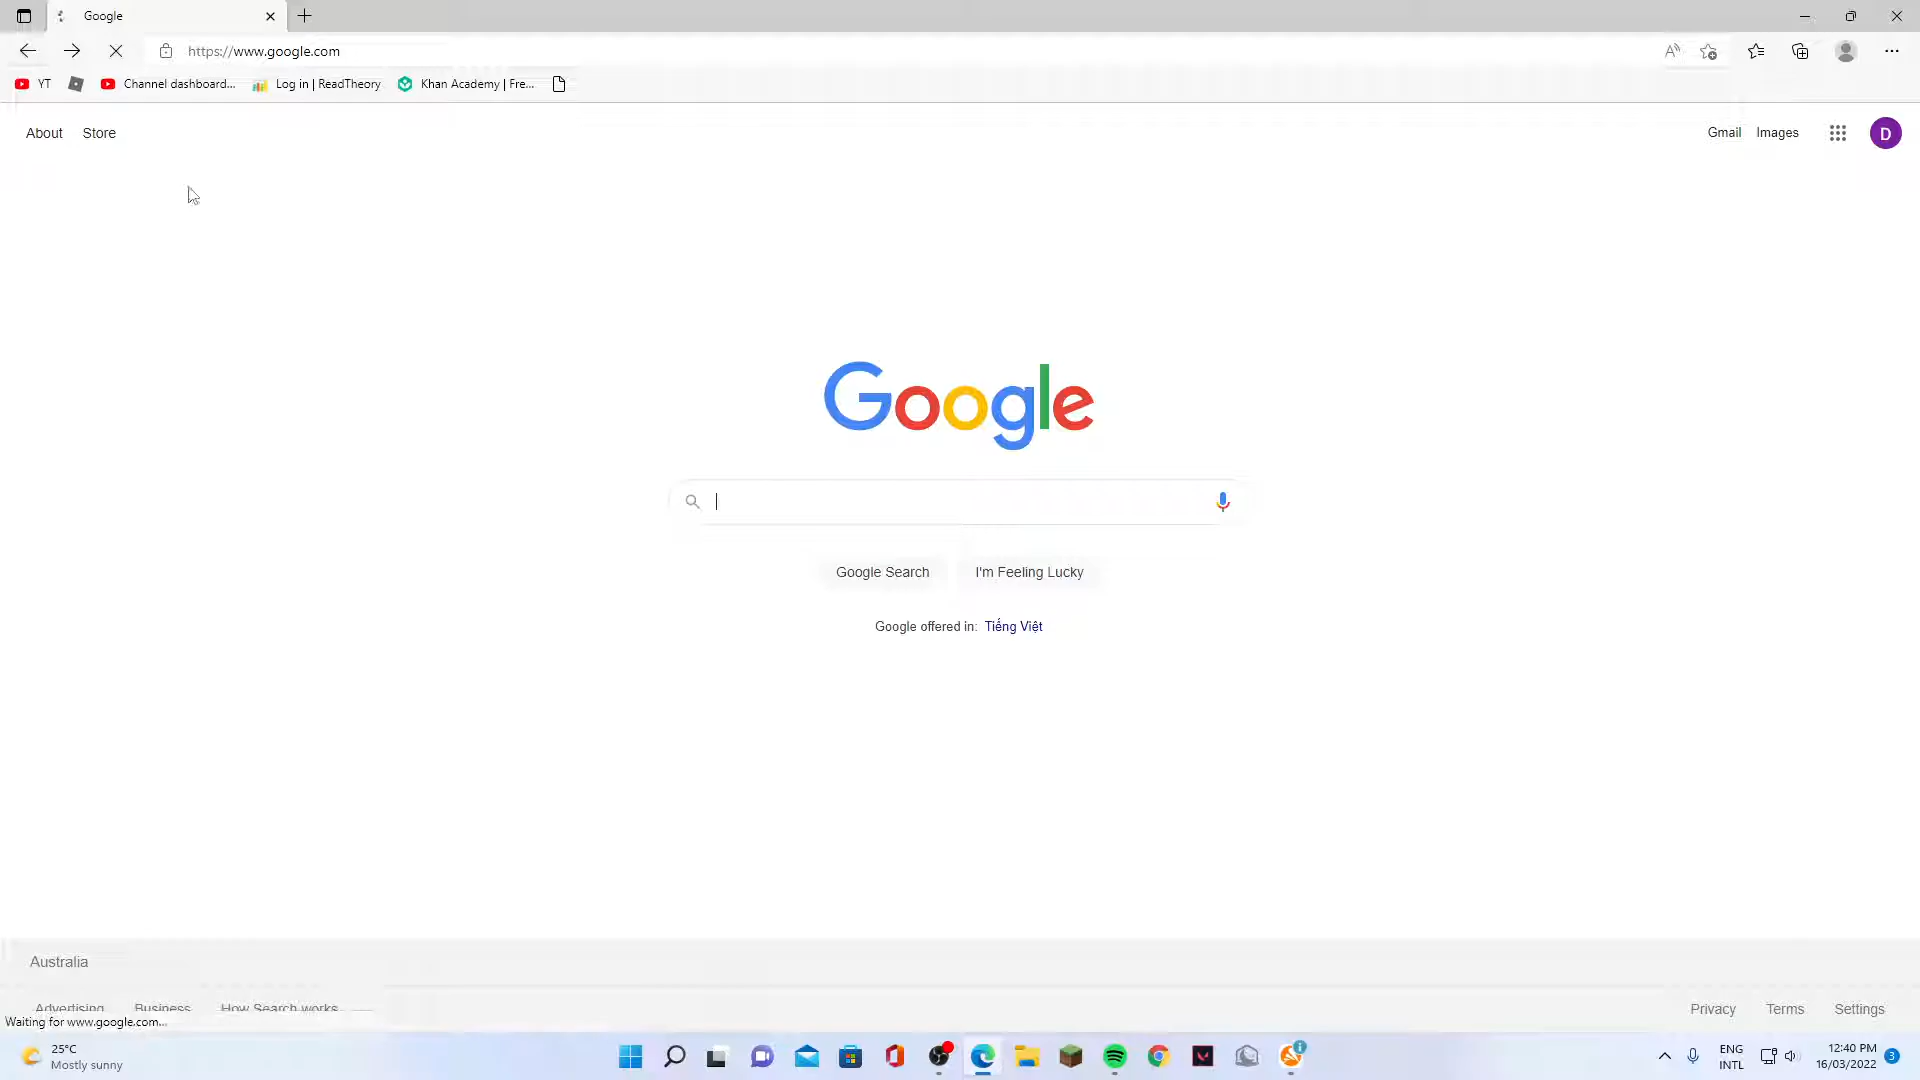 Google
https://www.google.com
YT
Channel dashboard...
Log in | ReadTheory
Khan Academy | Fre...
About
Store
Gmail
Images
D
Google
Google Search
I'm Feeling Lucky
Google offered in: Tiếng Việt
Australia
Advertising
Business
How Search works
Privacy
Terms
Settings
Waiting for www.google.com...
25°C
Mostly sunny
ENG
INTL
12:40 PM
16/03/2022
3